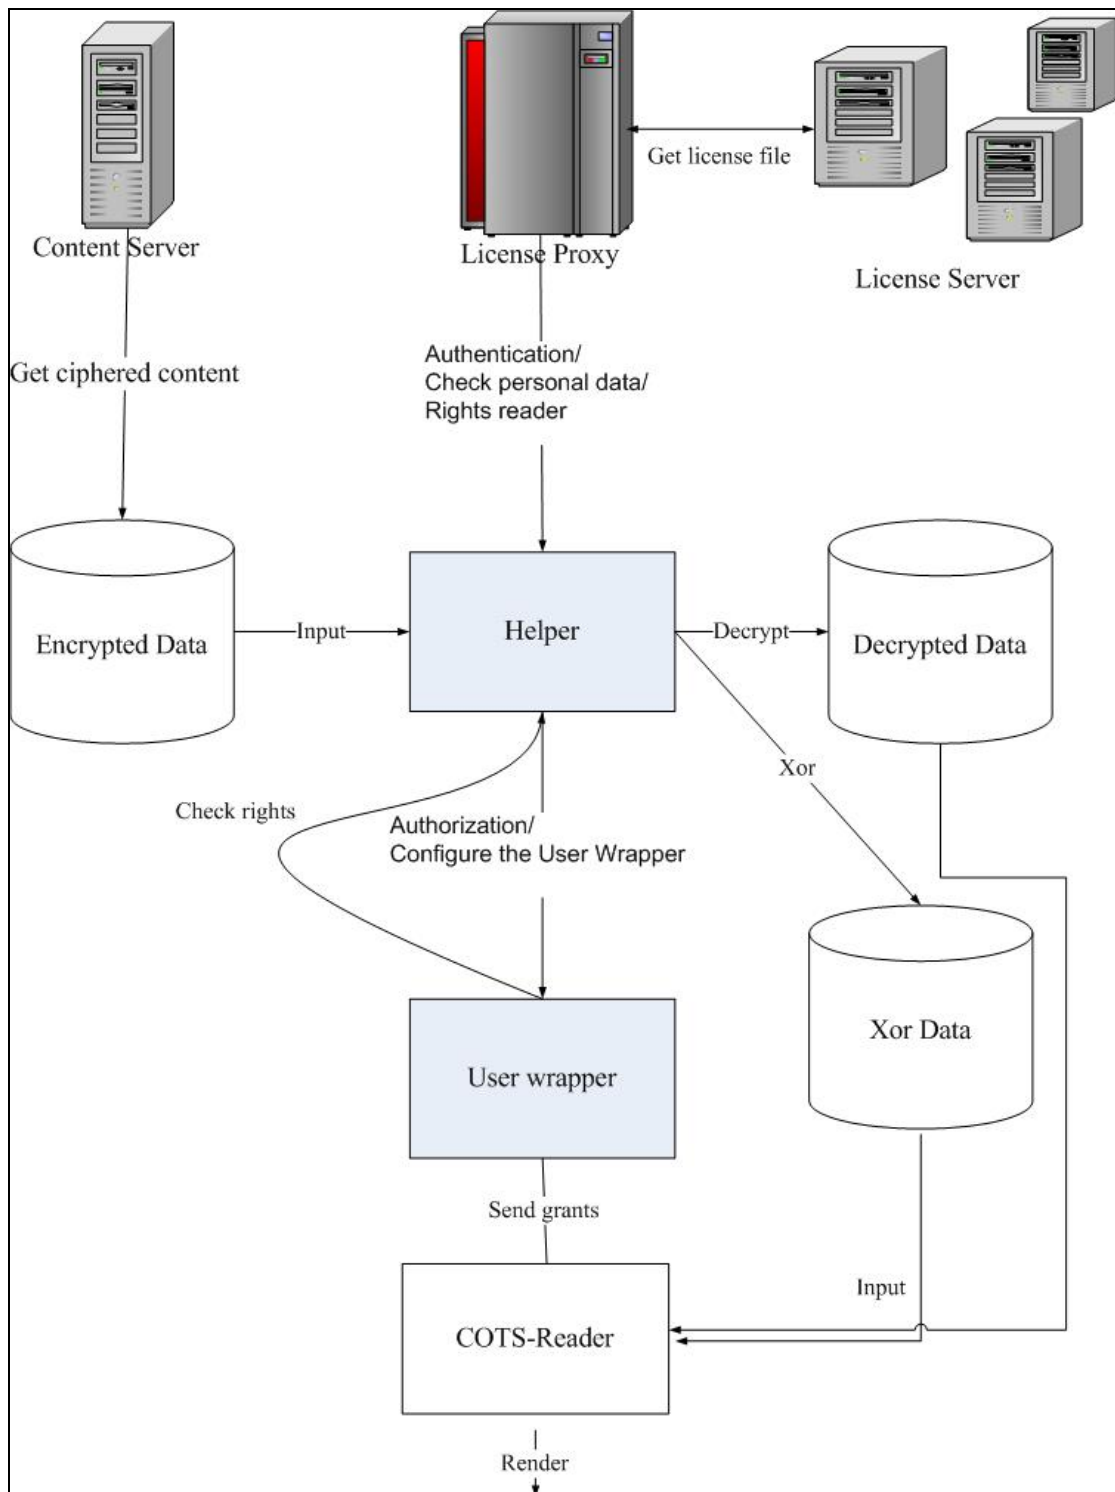 Get license file
Content Server
License Proxy
License Server
Get ciphered content
Authentication/
Check personal data/
Rights reader
Encrypted Data
Input
Helper
Decrypt
Decrypted Data
Xor
Check rights
Authorization/
Configure the User Wrapper
Xor Data
User wrapper
Send grants
Input
COTS-Reader
Render